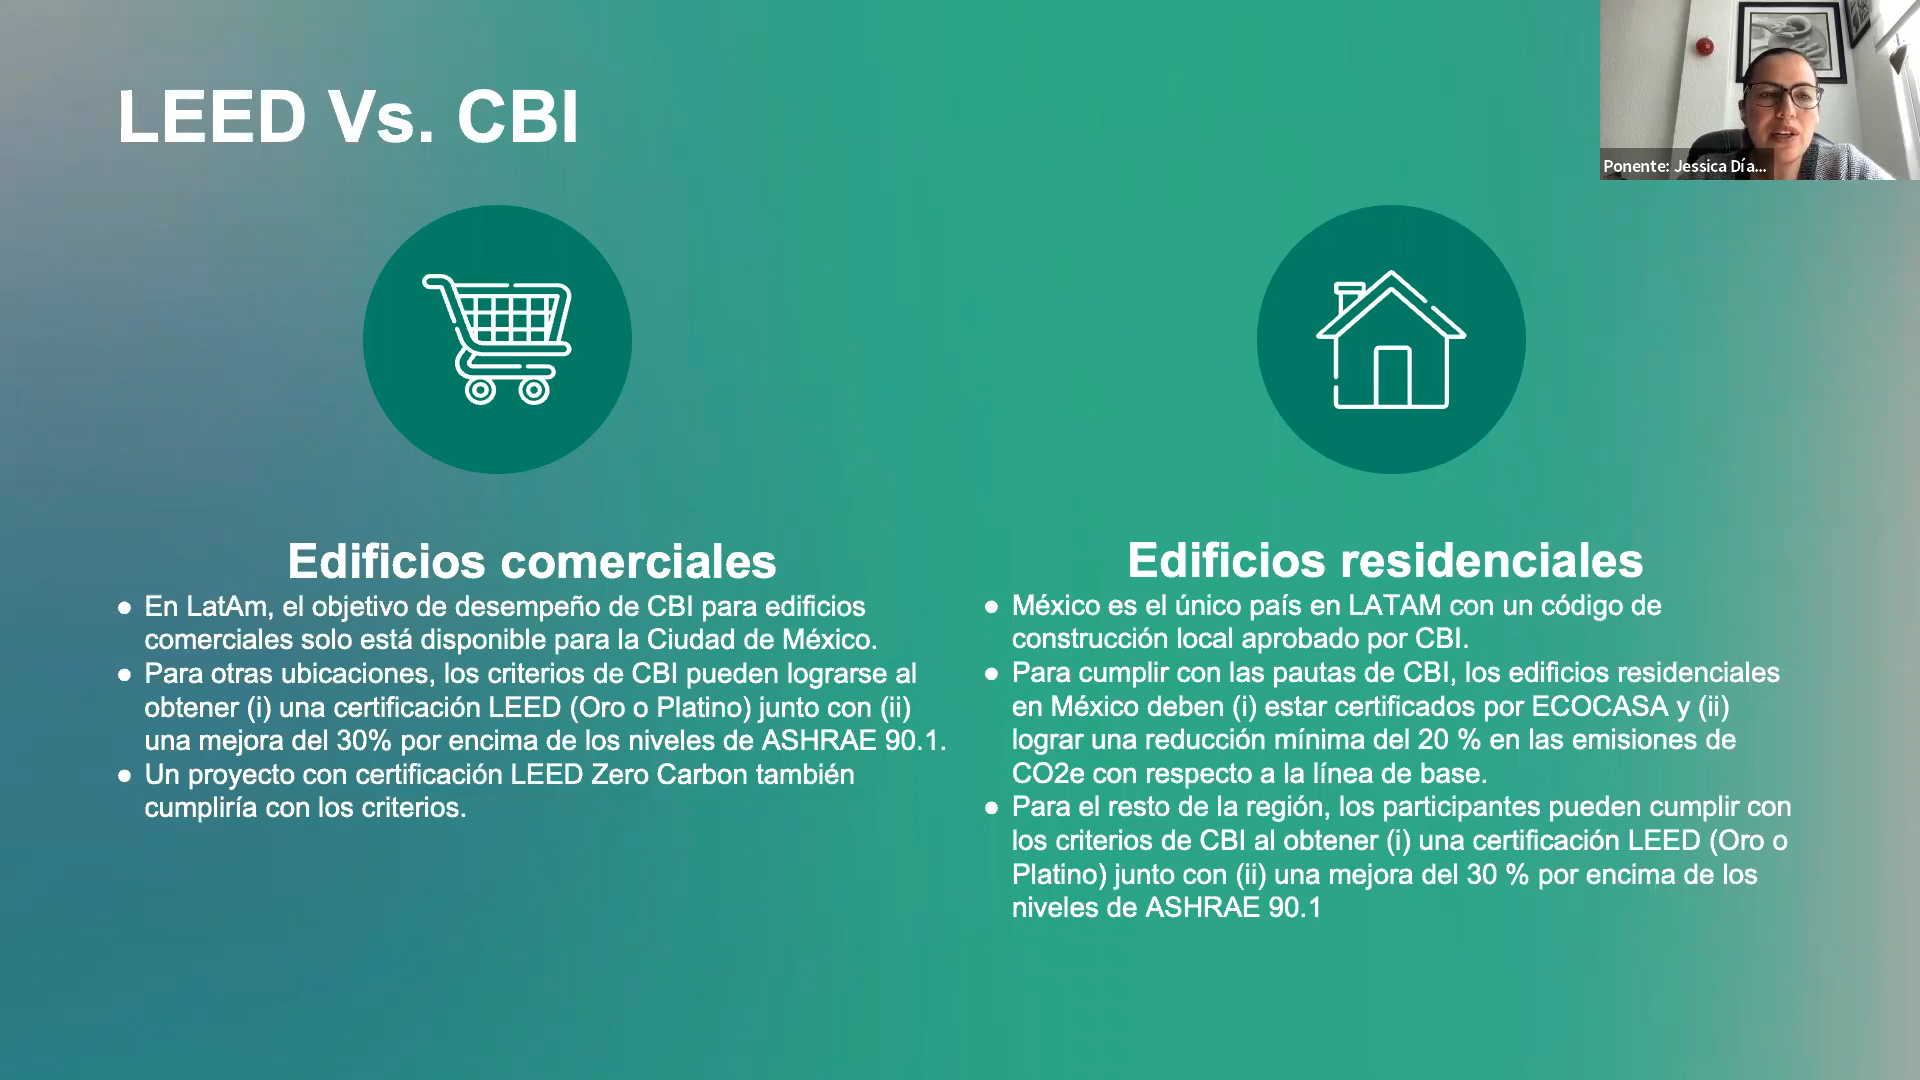 LEED Vs. CBI
Ponente: Jessica Día...
Edificios comerciales
● En LatAm, el objetivo de desempeño de CBI para edificios
comerciales solo está disponible para la Ciudad de México.
● Para otras ubicaciones, los criterios de CBI pueden lograrse al
obtener (i) una certificación LEED (Oro o Platino) junto con (ii)
una mejora del 30% por encima de los niveles de ASHRAE 90.1.
● Un proyecto con certificación LEED Zero Carbon también
cumpliría con los criterios.
Edificios residenciales
● México es el único país en LATAM con un código de
construcción local aprobado por CBI.
● Para cumplir con las pautas de CBI, los edificios residenciales
en México deben (i) estar certificados por ECOCASA y (ii)
lograr una reducción mínima del 20 % en las emisiones de
CO2e con respecto a la línea de base.
● Para el resto de la región, los participantes pueden cumplir con
los criterios de CBI al obtener (i) una certificación LEED (Oro o
Platino) junto con (ii) una mejora del 30 % por encima de los
niveles de ASHRAE 90.1